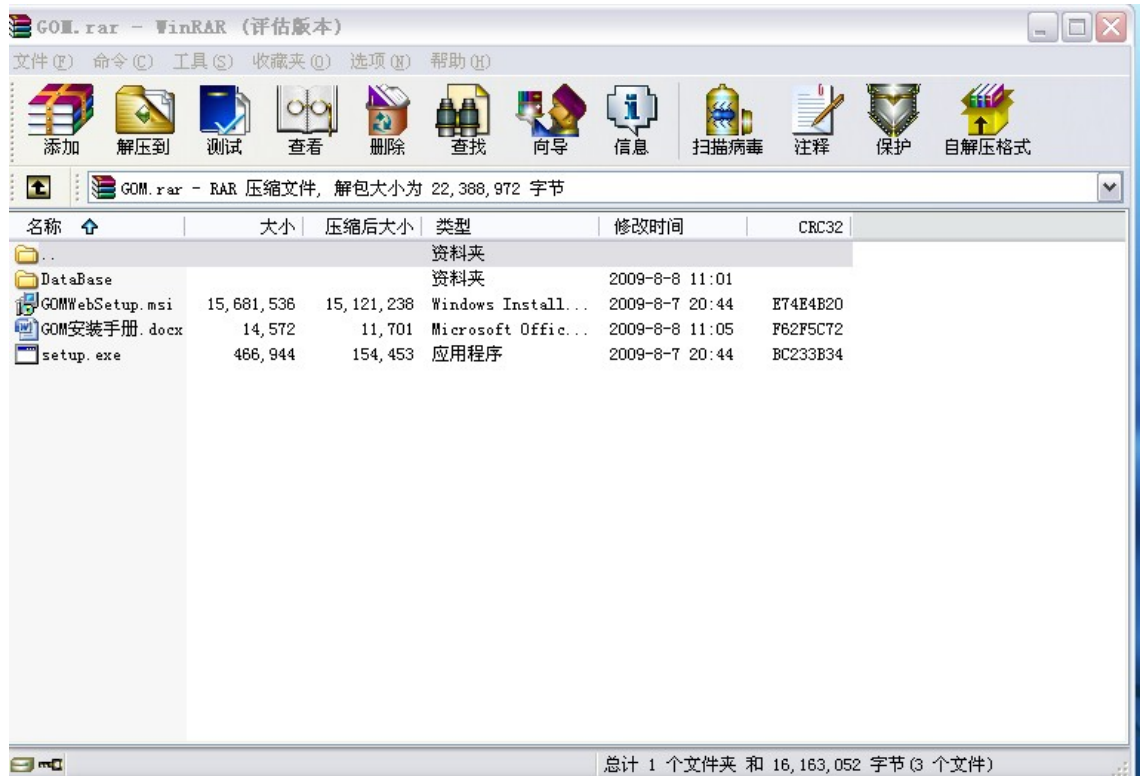 GOM.rar - WinRAR (评估版本)
文件(F) 命令(C) 工具(S) 收藏夹(O) 选项(N) 帮助(H)
添加 解压到 测试 查看 删除 查找 向导 信息 扫描病毒 注释 保护 自解压格式
GOM.rar - RAR 压缩文件, 解包大小为 22,388,972 字节
名称 大小 压缩后大小 类型 修改时间 CRC32
.. 资料夹
DataBase 资料夹 2009-8-8 11:01
GOMWebSetup.msi 15,681,536 15,121,238 Windows Install... 2009-8-7 20:44 E74E4B20
GOM安装手册.docx 14,572 11,701 Microsoft Offic... 2009-8-8 11:05 F62F5C72
setup.exe 466,944 154,453 应用程序 2009-8-7 20:44 BC233B34
总计 1 个文件夹 和 16,163,052 字节(3 个文件)